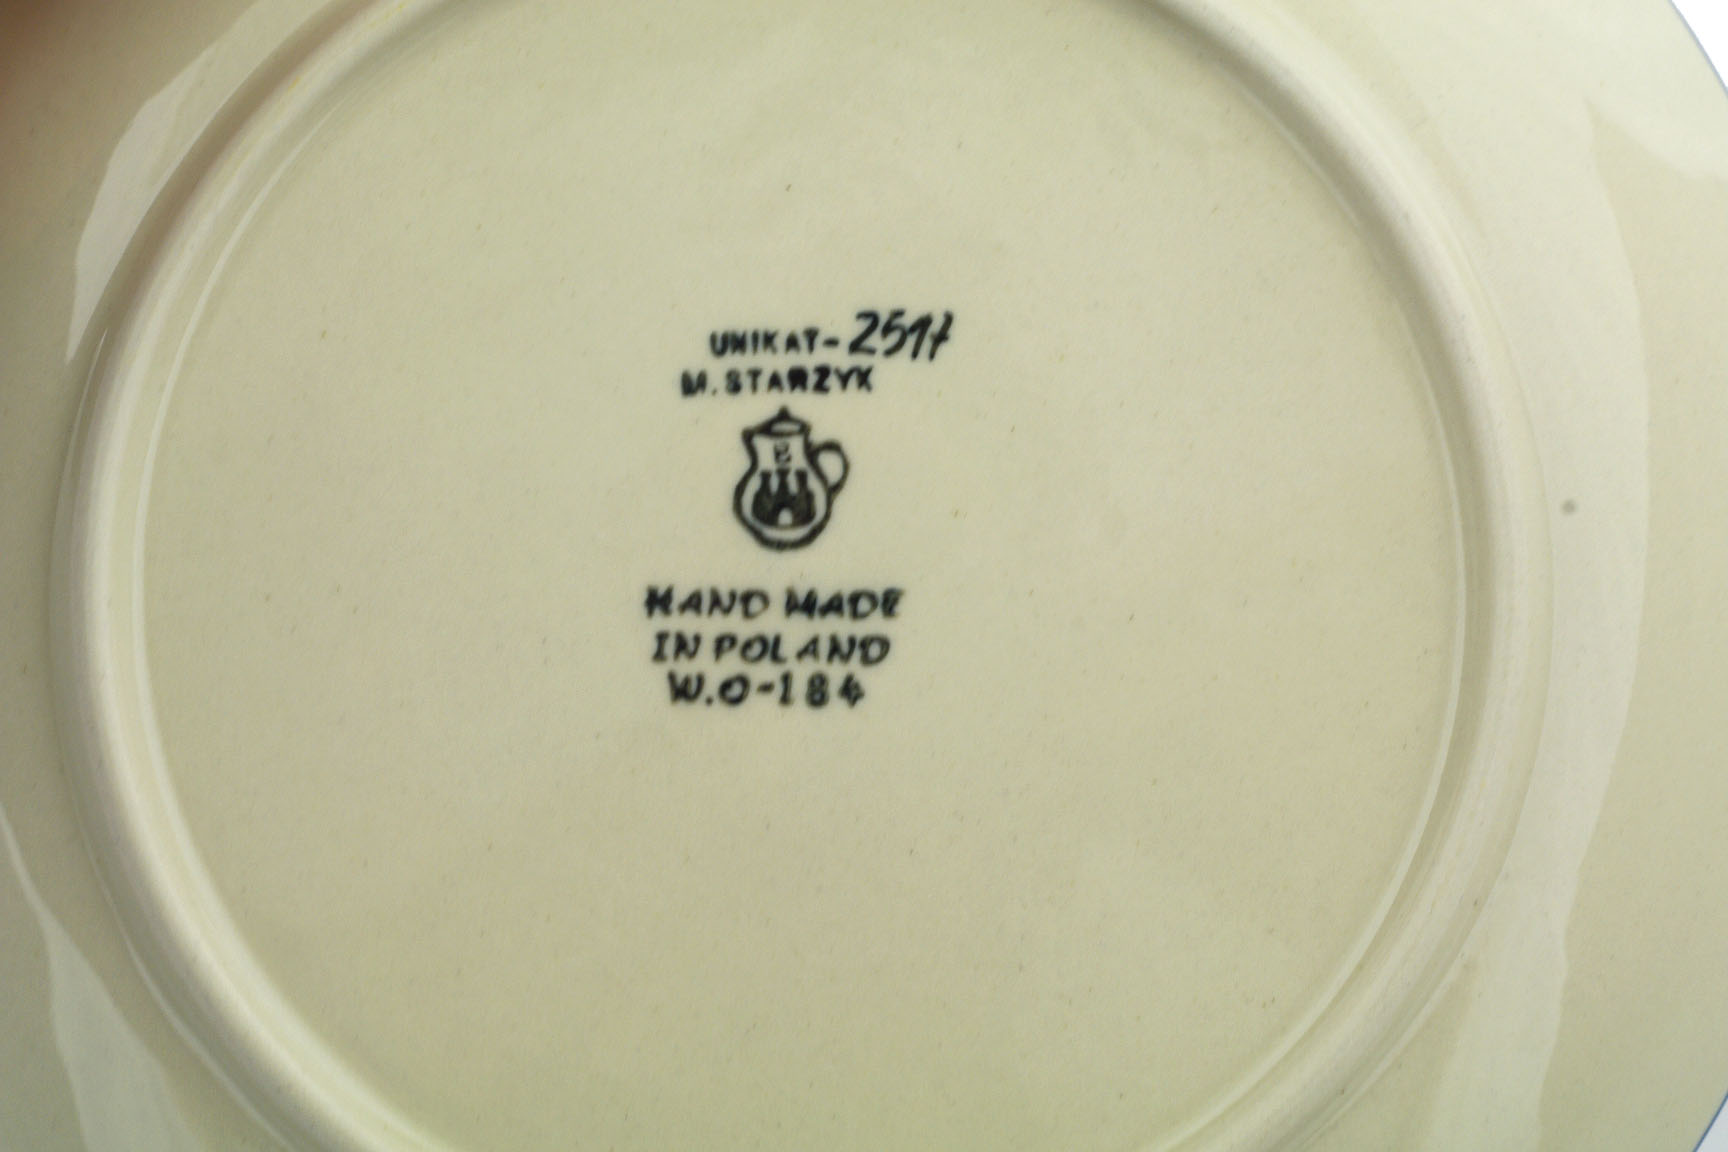 UNIKAT-2517
M. STARZYK
B
HAND MADE
IN POLAND
W.O-184